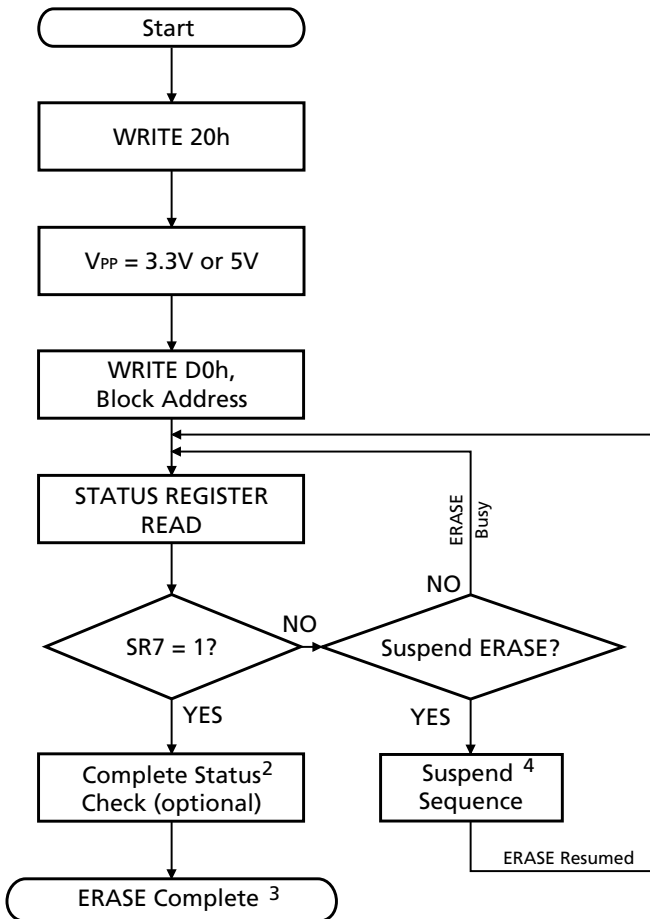 Start
WRITE 20h
VPP = 3.3V or 5V
WRITE D0h,
Block Address
STATUS REGISTER
READ
ERASE
Busy
NO
SR7 = 1?
NO
Suspend ERASE?
YES
YES
Complete Status2
Check (optional)
Suspend 4
Sequence
ERASE Resumed
ERASE Complete 3